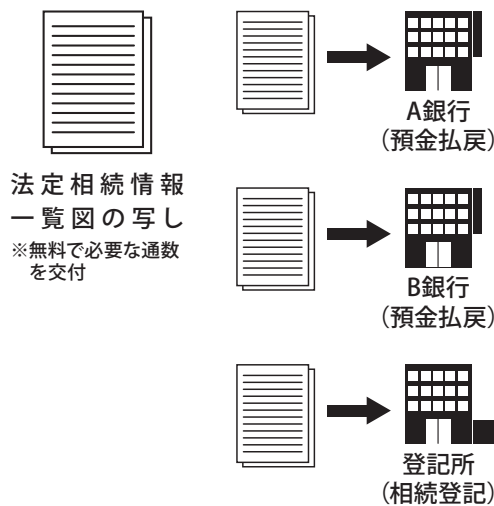 法定相続情報
一覧図の写し
※無料で必要な通数
を交付
A銀行
（預金払戻）
B銀行
（預金払戻）
登記所
（相続登記）